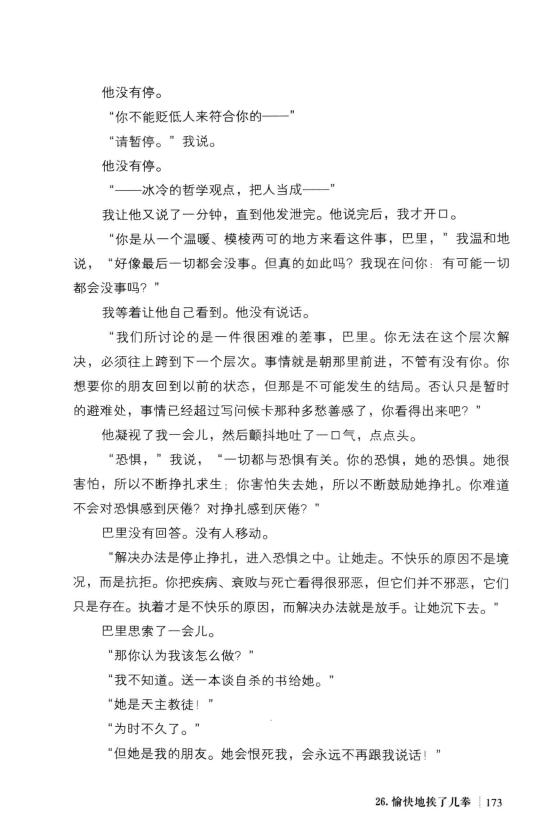 他没有停。
“你不能贬低人来符合你的——”
“请暂停。”我说。
他没有停。
“——冰冷的哲学观点，把人当成——”
我让他又说了一分钟，直到他发泄完。他说完后，我才开口。
“你是从一个温暖、模棱两可的地方来看这件事，巴里，”我温和地
说，“好像最后一切都会没事。但真的如此吗？我现在问你：有可能一切
都会没事吗？”
我等着让他自己看到。他没有说话。
“我们所讨论的是一件很困难的差事，巴里。你无法在这个层次解
决，必须往上跨到下一个层次。事情就是朝那里前进，不管有没有你。你
想要你的朋友回到以前的状态，但那是不可能发生的结局。否认只是暂时
的避难处，事情已经超过写问候卡那种多愁善感了，你看得出来吧？”
他凝视了我一会儿，然后颤抖地吐了一口气，点点头。
“恐惧，”我说，“一切都与恐惧有关。你的恐惧，她的恐惧。她很
害怕，所以不断挣扎求生；你害怕失去她，所以不断鼓励她挣扎。你难道
不会对恐惧感到厌倦？对挣扎感到厌倦？”
巴里没有回答。没有人移动。
“解决办法是停止挣扎，进入恐惧之中。让她走。不快乐的原因不是境
况，而是抗拒。你把疾病、衰败与死亡看得很邪恶，但它们并不邪恶，它们
只是存在。执着才是不快乐的原因，而解决办法就是放手。让她沉下去。”
巴里思索了一会儿。
“那你认为我该怎么做？”
“我不知道。送一本谈自杀的书给她。”
“她是天主教徒！”
“为时不久了。”
“但她是我的朋友。她会恨死我，会永远不再跟我说话！”
26. 愉快地挨了几拳 | 173